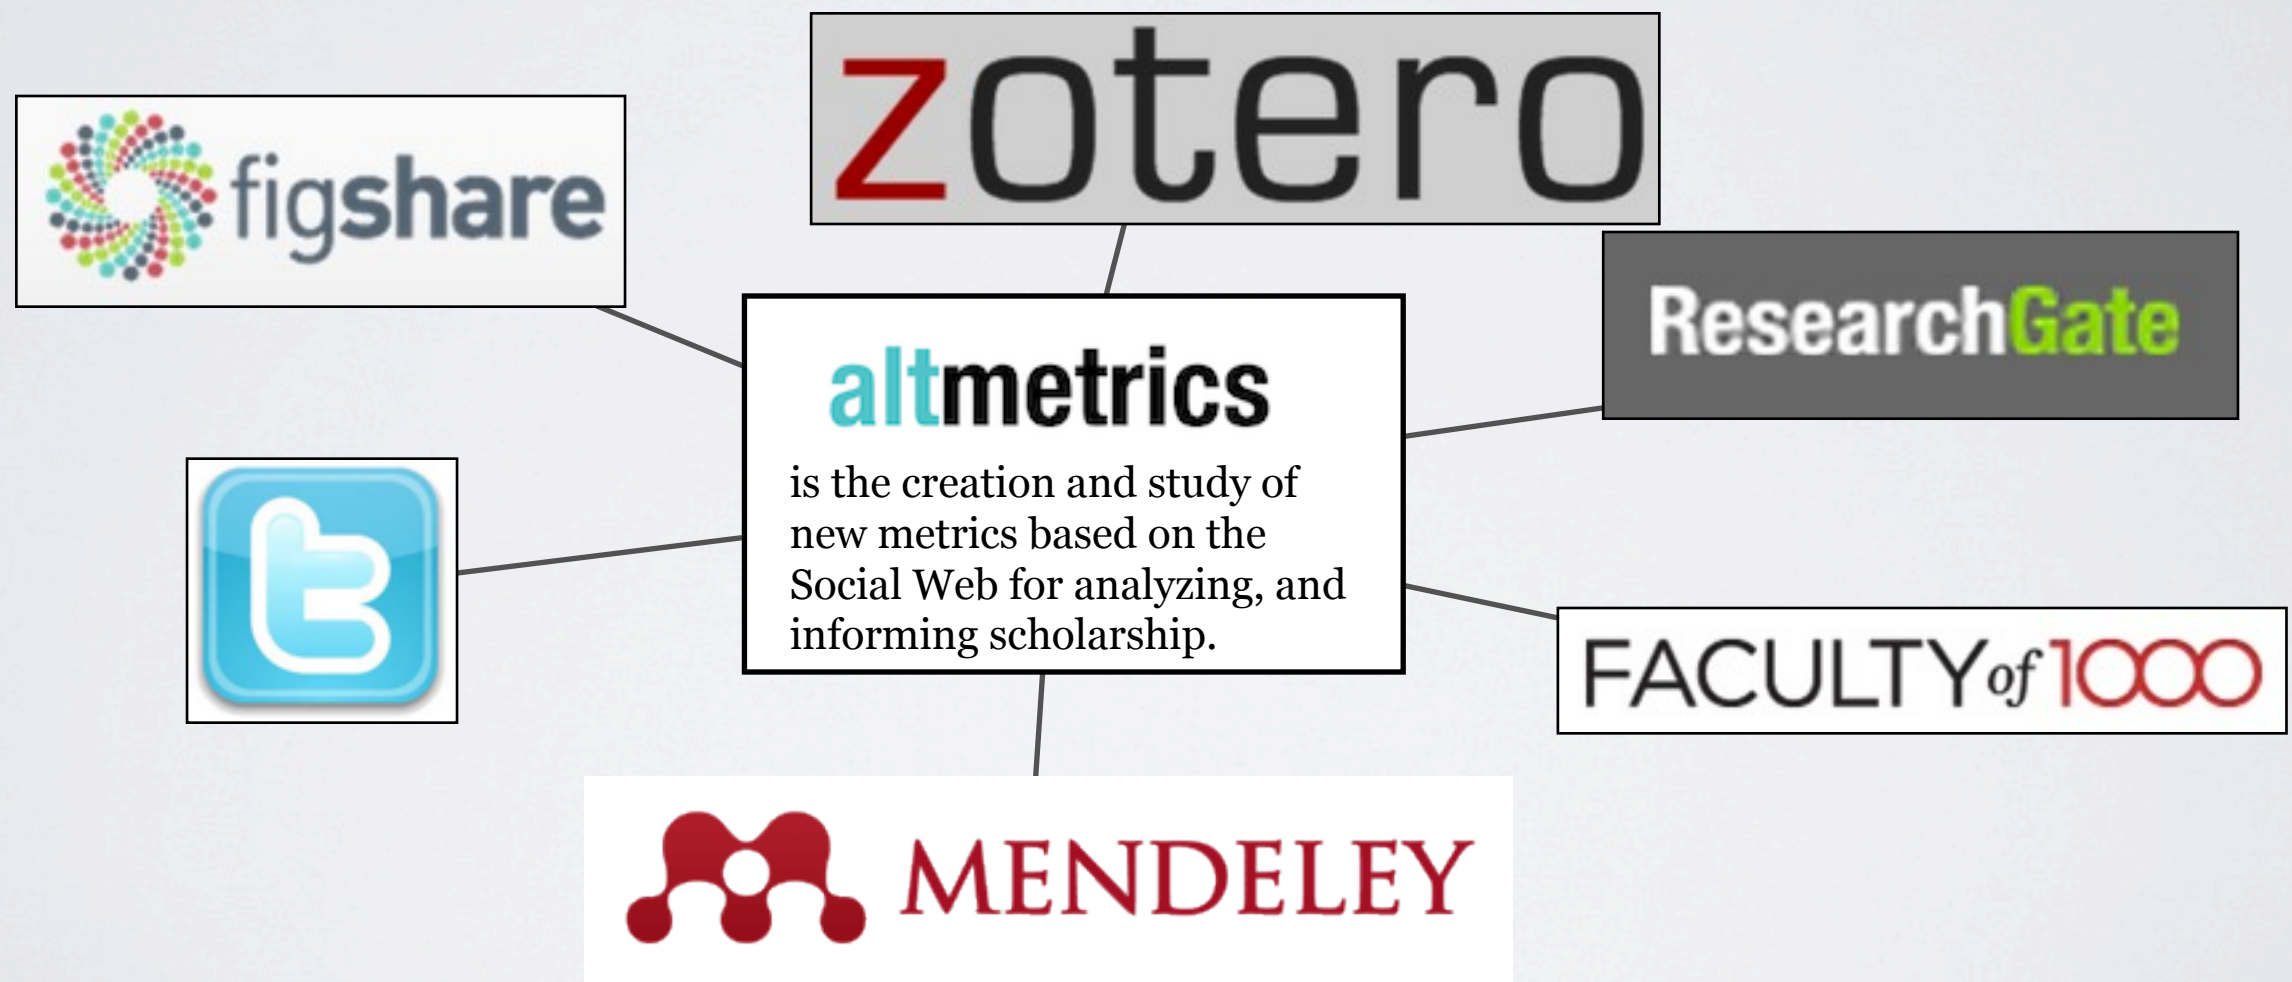 zotero
figshare
ResearchGate
altmetrics
is the creation and study of
new metrics based on the
Social Web for analyzing, and
informing scholarship.
t
FACULTY of 1000
MENDELEY